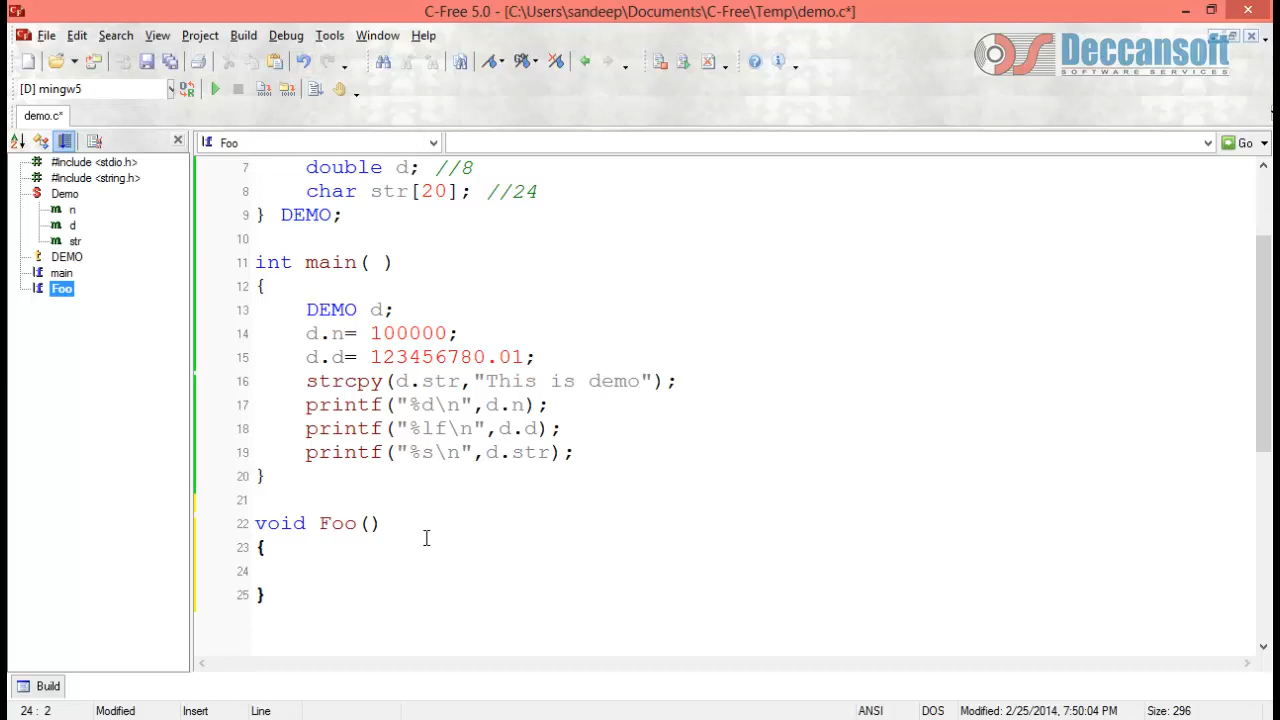 C-Free 5.0 - [C:\Users\sandeep\Documents\C-Free\Temp\demo.c*]
File Edit Search View Project Build Debug Tools Window Help
Deccansoft
SOFTWARE SERVICES
[D] mingw5
demo.c*
Foo
Go
#include <stdio.h>
#include <string.h>
Demo
n
d
str
DEMO
main
Foo
7 double d; //8
8 char str[20]; //24
9 } DEMO;
10
11 int main( )
12 {
13 DEMO d;
14 d.n= 100000;
15 d.d= 123456780.01;
16 strcpy(d.str,"This is demo");
17 printf("%d\n",d.n);
18 printf("%lf\n",d.d);
19 printf("%s\n",d.str);
20 }
21
22 void Foo()
23 {
24
25 }
Build
24 : 2 Modified Insert Line ANSI DOS Modified: 2/25/2014, 7:50:04 PM Size: 296